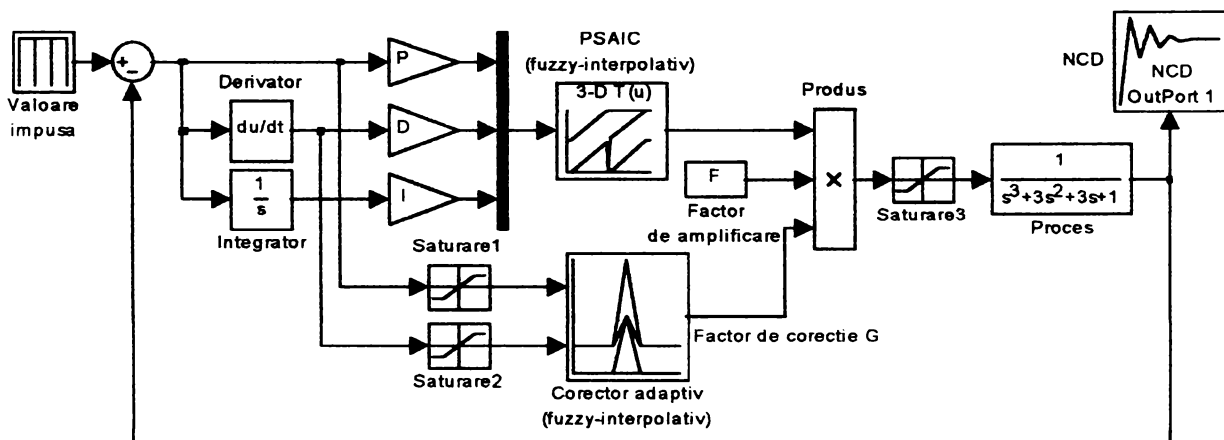 Valoare
impusa
+
−
Derivator
du/dt
1
s
Integrator
P
D
I
PSAIC
(fuzzy-interpolativ)
3-D T(u)
Saturare1
Saturare2
F
Factor
de amplificare
Corector adaptiv
(fuzzy-interpolativ)
Factor de corectie G
Produs
×
Saturare3
1
s³+3s²+3s+1
Proces
NCD
NCD
OutPort 1